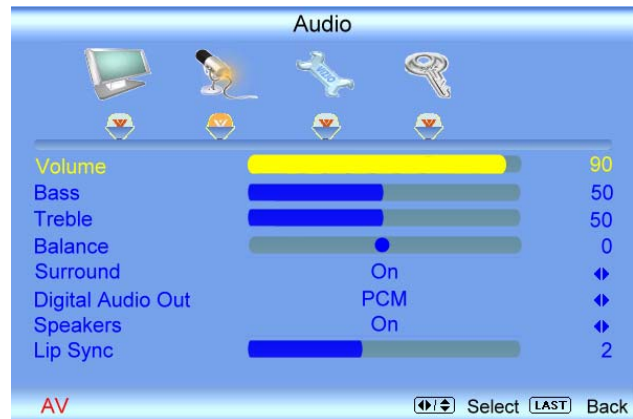 Audio
Volume 90
Bass 50
Treble 50
Balance 0
Surround On
Digital Audio Out PCM
Speakers On
Lip Sync 2
AV Select LAST Back